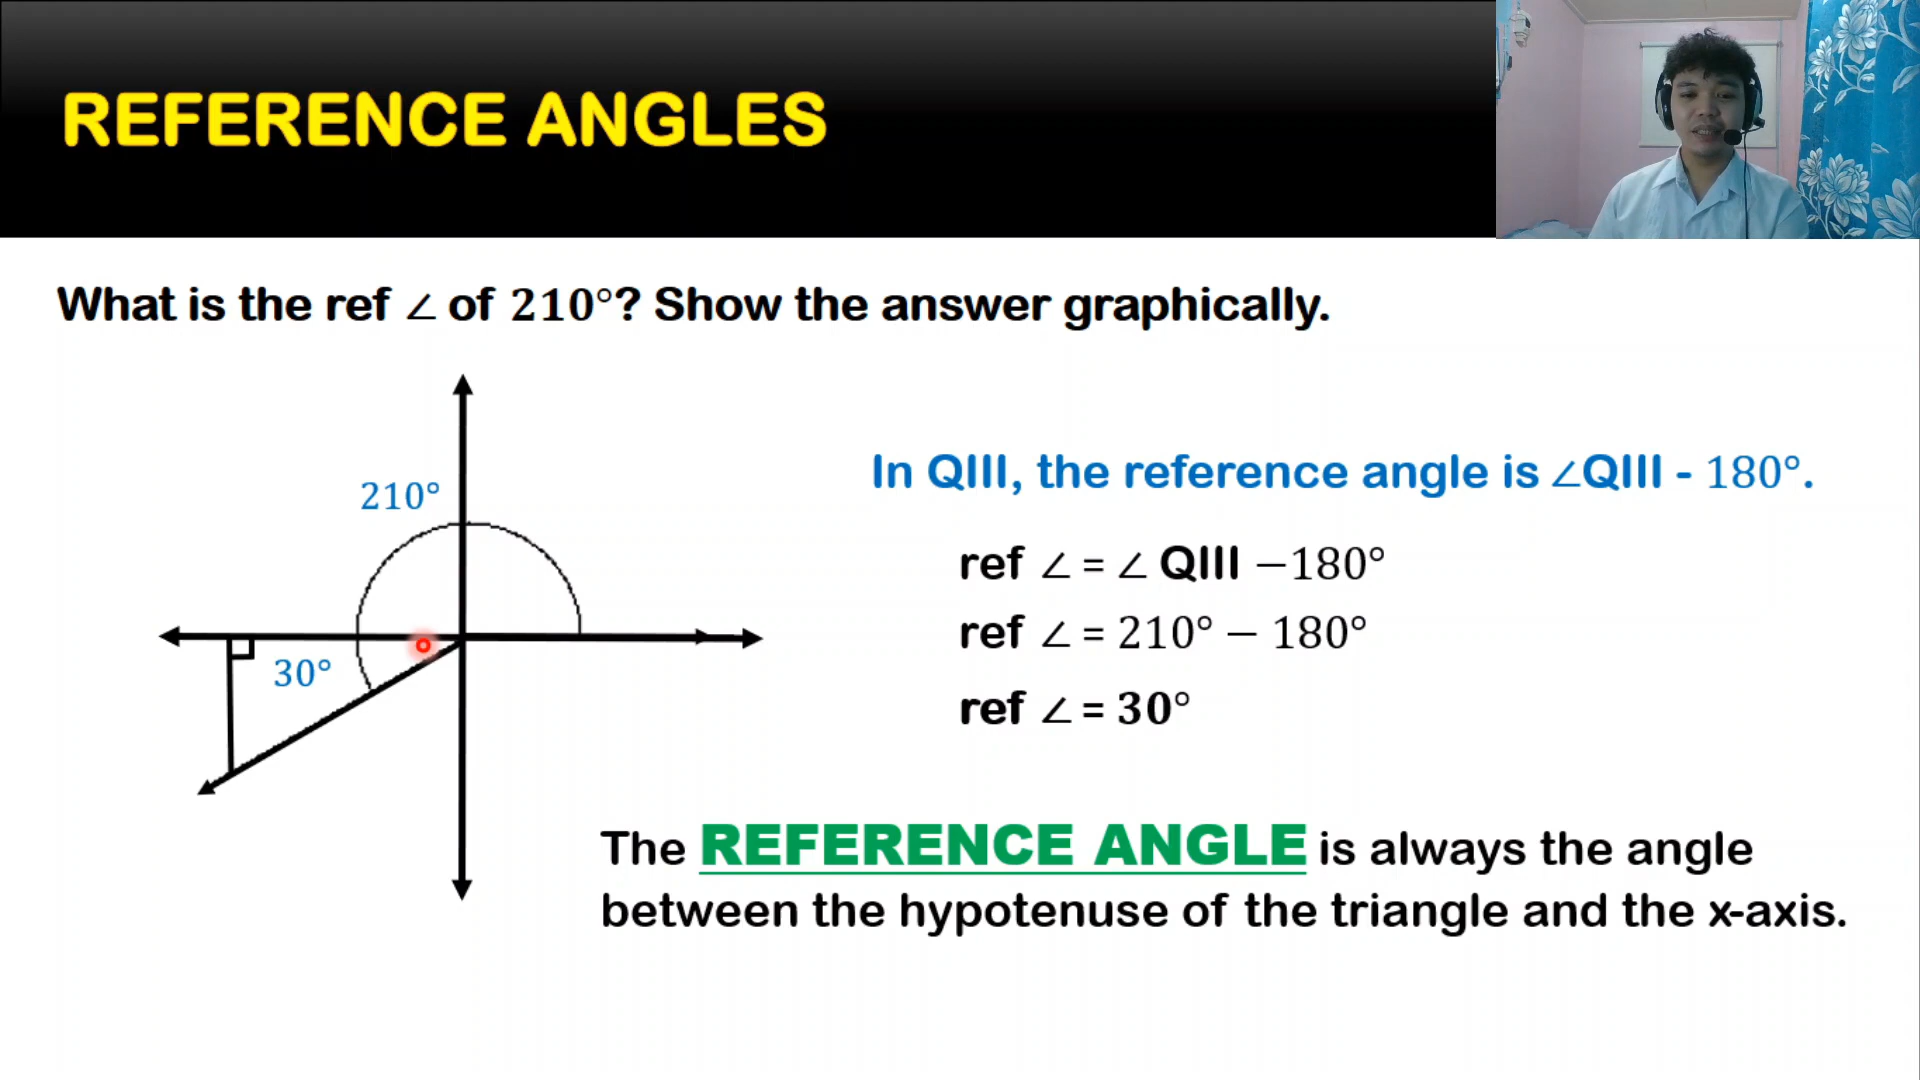 REFERENCE ANGLES
What is the ref ∠ of 210°? Show the answer graphically.
210°
30°
In QIII, the reference angle is ∠QIII - 180°.
ref ∠ = ∠ QIII −180°
ref ∠ = 210° − 180°
ref ∠ = 30°
The REFERENCE ANGLE is always the angle
between the hypotenuse of the triangle and the x-axis.